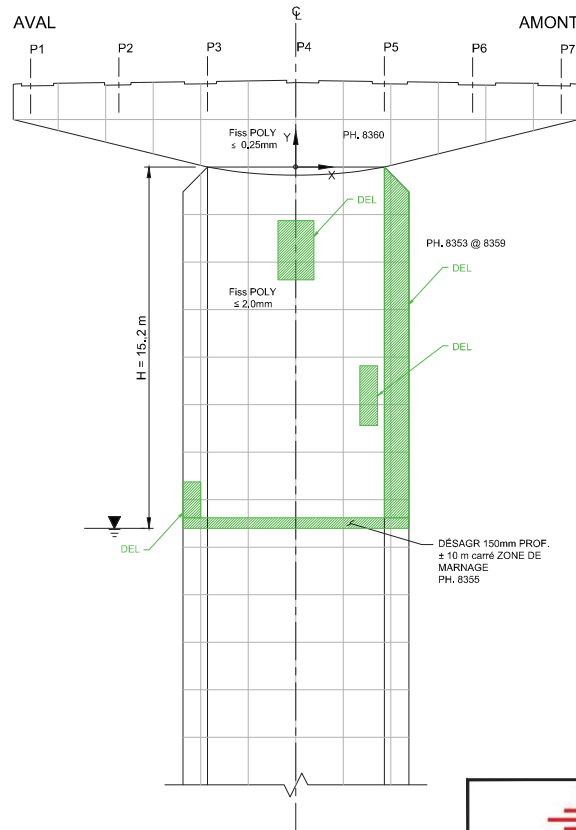 AVAL
AMONT
℄
P1
P2
P3
P4
P5
P6
P7
Fiss POLY
≤ 0.25mm
Y
PH. 8360
X
DEL
PH. 8353 @ 8359
DEL
Fiss POLY
≤ 2.0mm
DEL
H = 15.2 m
DEL
DÉSAGR 150mm PROF.
± 10 m carré ZONE DE
MARNAGE
PH. 8355